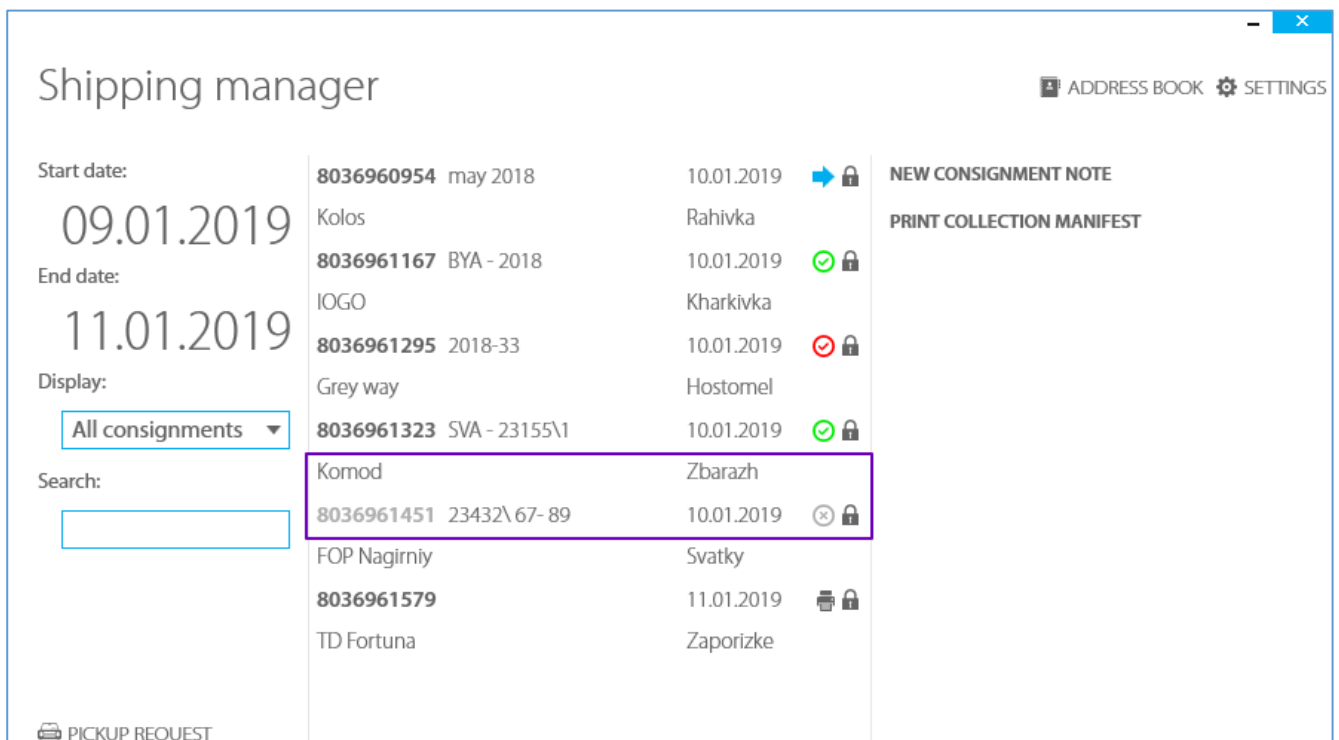 Shipping manager
ADDRESS BOOK SETTINGS
Start date:
09.01.2019
End date:
11.01.2019
Display:
All consignments
Search:
8036960954 may 2018 10.01.2019
Kolos Rahivka
8036961167 BYA - 2018 10.01.2019
IOGO Kharkivka
8036961295 2018-33 10.01.2019
Grey way Hostomel
8036961323 SVA - 23155\1 10.01.2019
Komod Zbarazh
8036961451 23432\ 67- 89 10.01.2019
FOP Nagirniy Svatky
8036961579 11.01.2019
TD Fortuna Zaporizke
NEW CONSIGNMENT NOTE
PRINT COLLECTION MANIFEST
PICKUP REQUEST